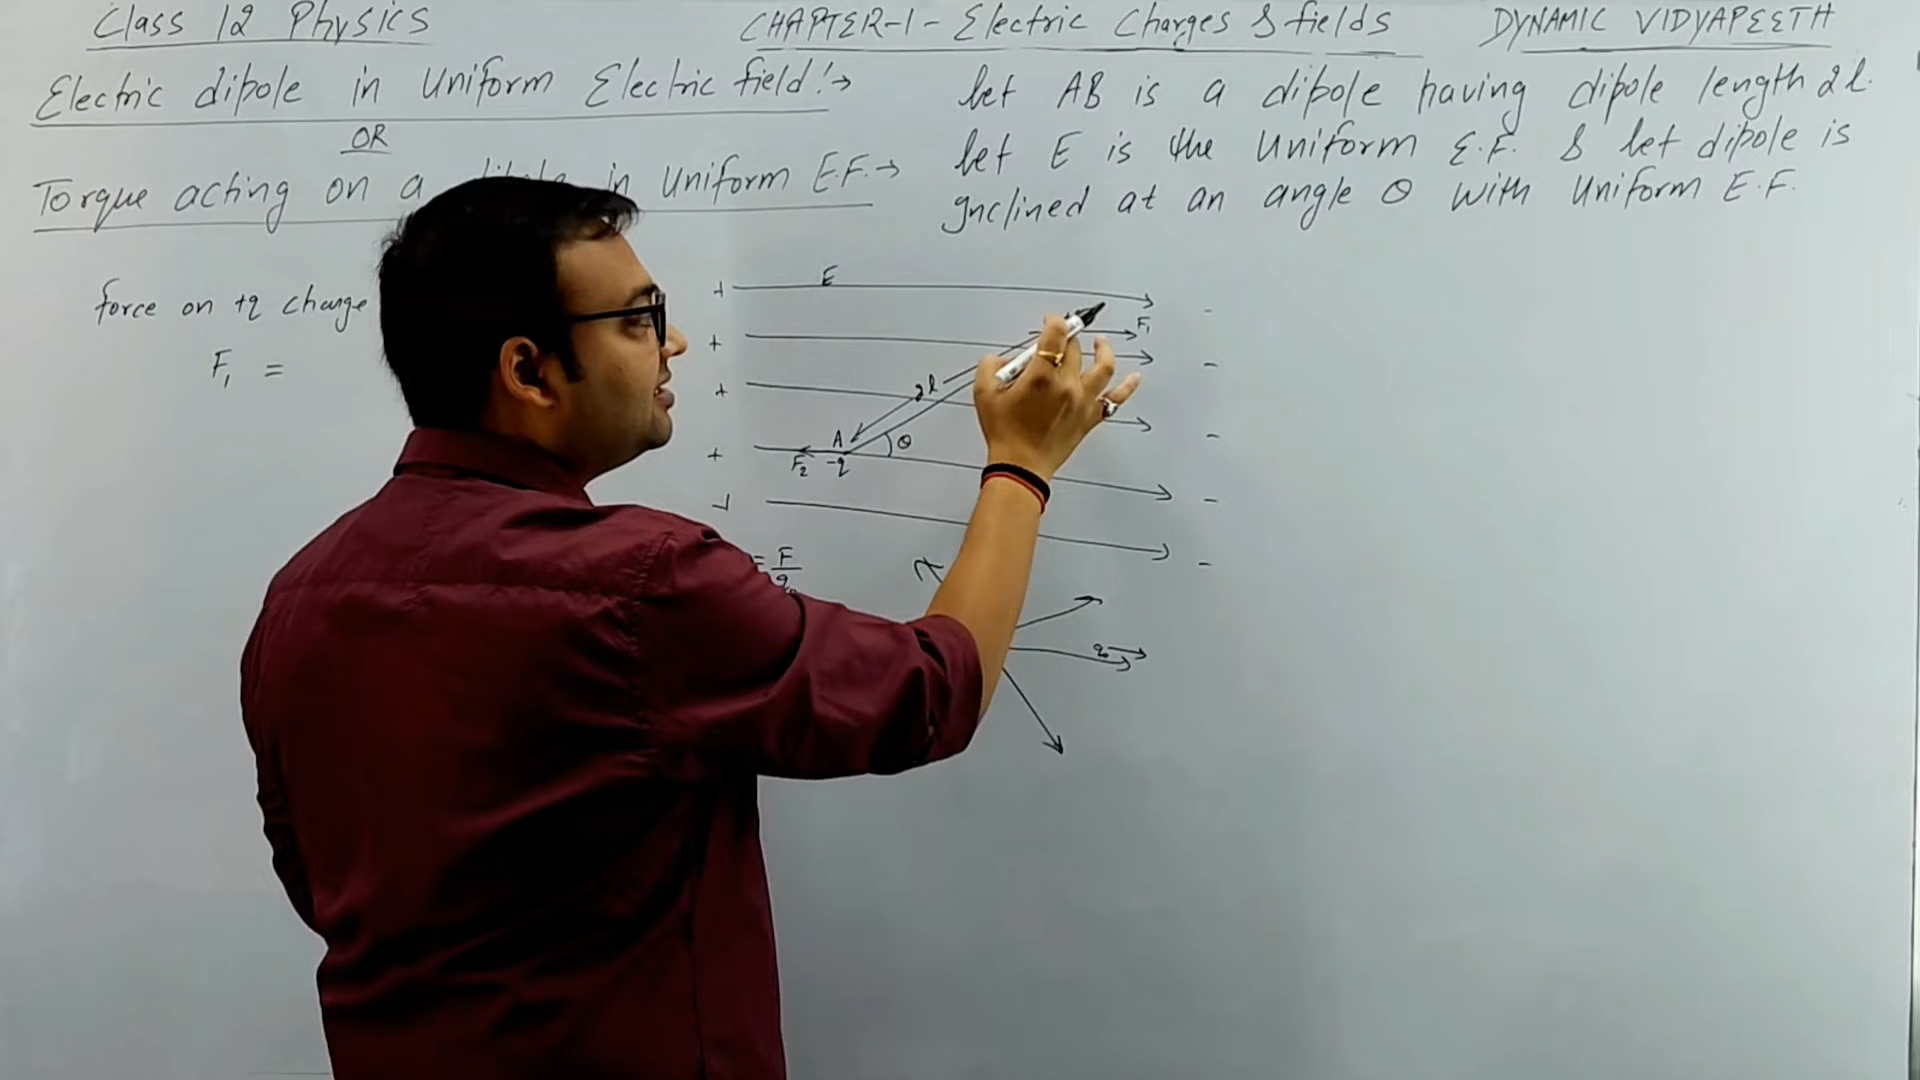 Class 12 Physics
CHAPTER-1- Electric Charges & fields
DYNAMIC VIDYAPEETH
Electric dipole in Uniform Electric field:→
OR
Torque acting on a in Uniform E.F.→
let AB is a dipole having dipole length 2l.
let E is the Uniform E.F. & let dipole is
Inclined at an angle θ with Uniform E.F.
force on +q charge
F₁ =
+ E -
+ F₁ -
+ 2l -
+ A θ -
F₂ -q
-
= F
q₀
q₀